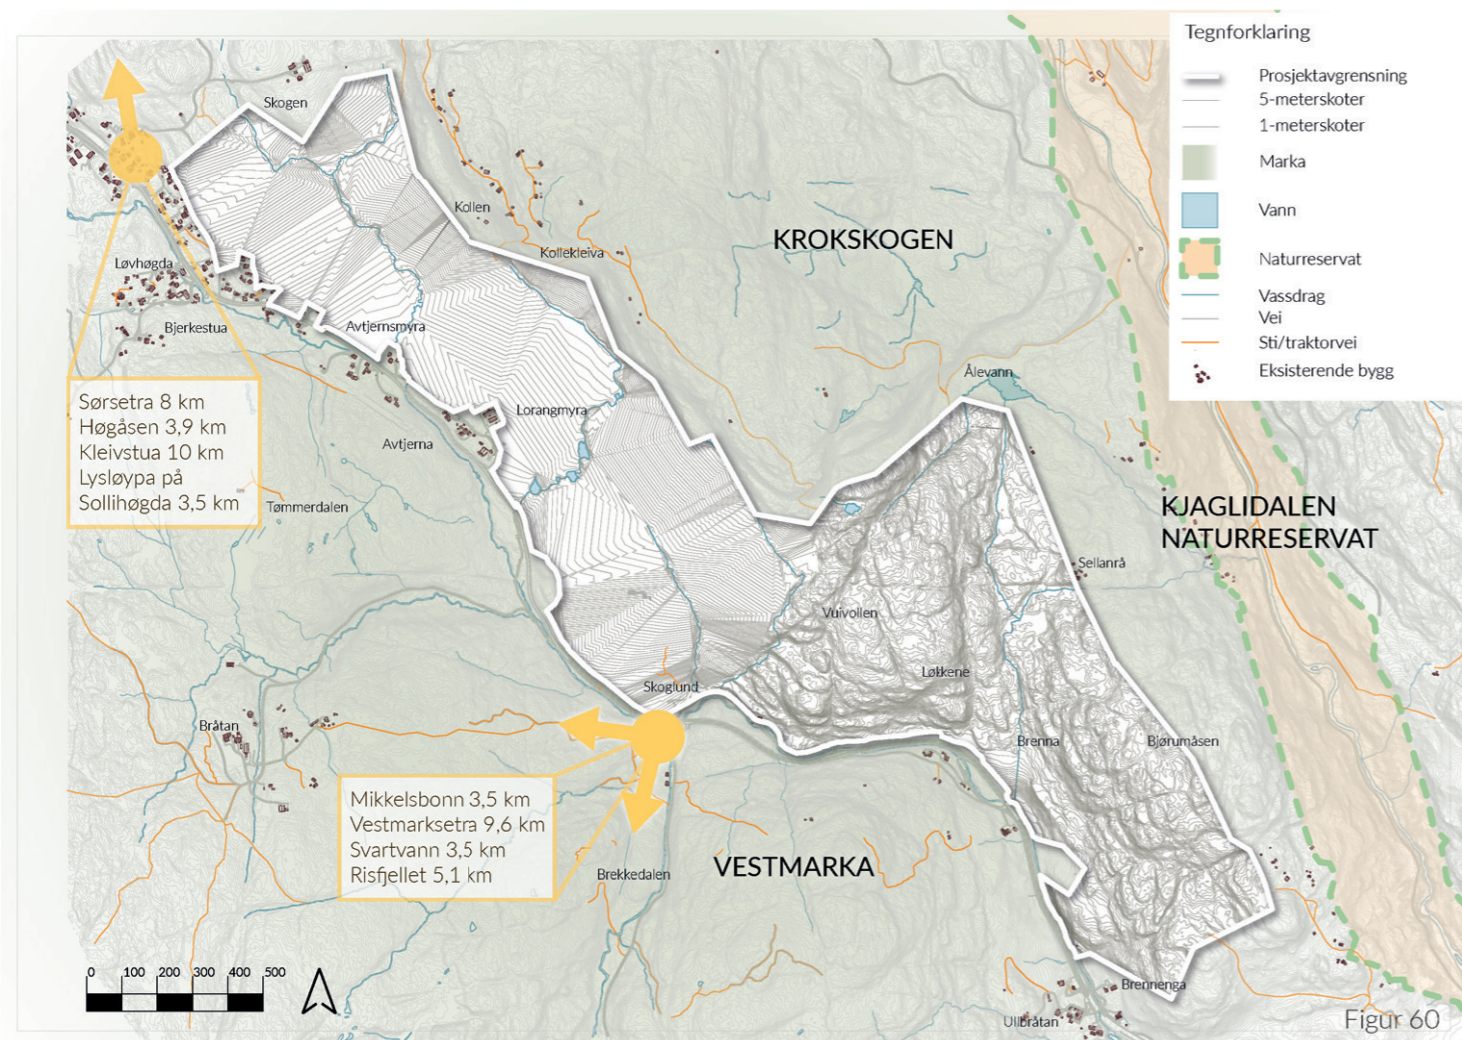 Tegnforklaring
Prosjektavgrensning
5-meterskoter
1-meterskoter
Marka
Vann
Naturreservat
Vassdrag
Vei
Sti/traktorvei
Eksisterende bygg
Skogen
Kollen
Kollekleiva
KROKSKOGEN
Løvhøgda
Bjerkestua
Avtjernsmyra
Ålevann
Sørsetra 8 km
Høgåsen 3,9 km
Kleivstua 10 km
Lysløypa på
Sollihøgda 3,5 km
Lorangmyra
Avtjerna
Tømmerdalen
KJAGLIDALEN
NATURRESERVAT
Sellanrå
Vuivollen
Løkkene
Skoglund
Bråtan
Brenna
Bjørumåsen
Mikkelsbonn 3,5 km
Vestmarksetra 9,6 km
Svartvann 3,5 km
Risfjellet 5,1 km
VESTMARKA
Brekkedalen
0 100 200 300 400 500
Brennenga
Ullbråtan
Figur 60